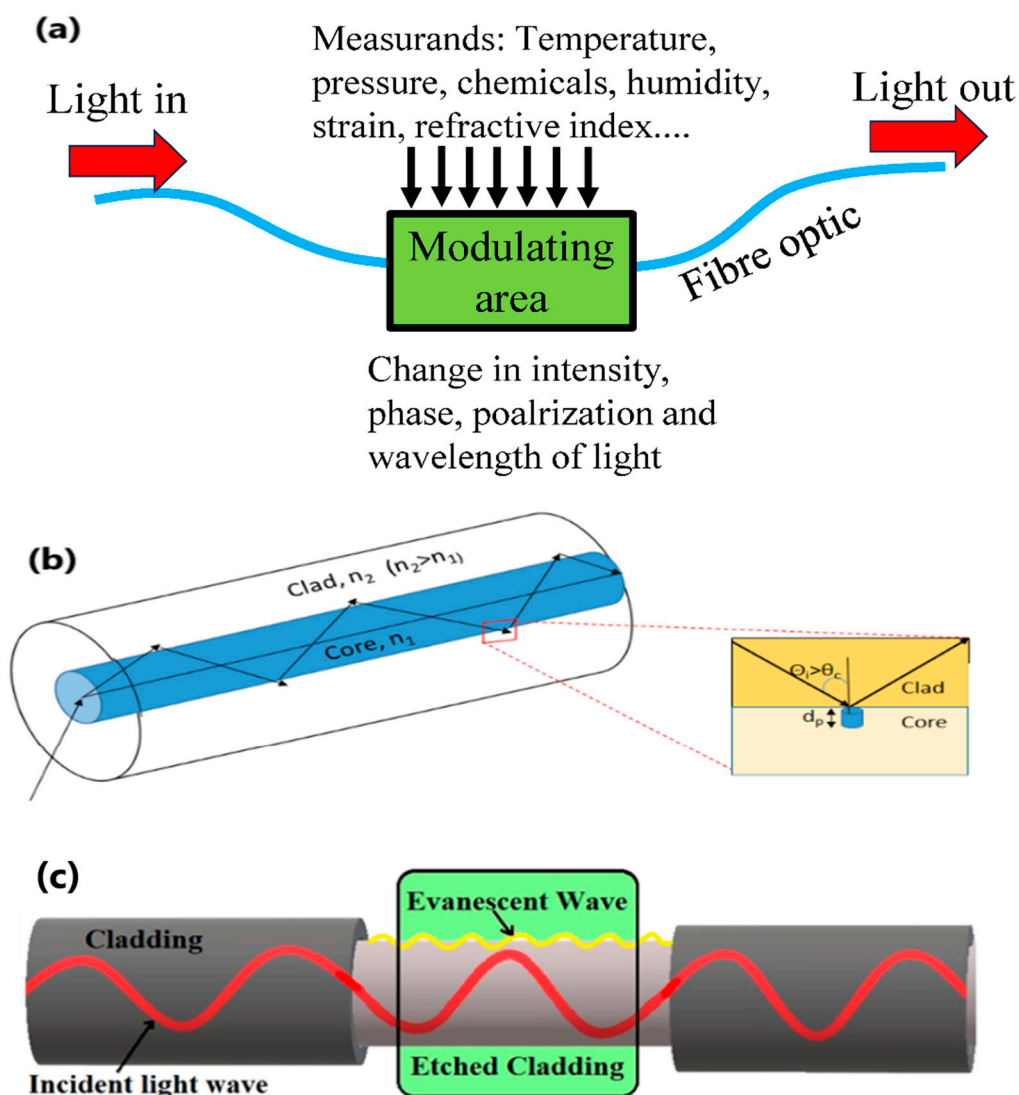 (a)
Measurands: Temperature,
pressure, chemicals, humidity,
strain, refractive index....
Light in
Light out
Modulating
area
Fibre optic
Change in intensity,
phase, poalrization and
wavelength of light
(b)
Clad, n₂ (n₂>n₁)
Core, n₁
Θᵢ>θc
Clad
dₚ
Core
(c)
Evanescent Wave
Cladding
Etched Cladding
Incident light wave